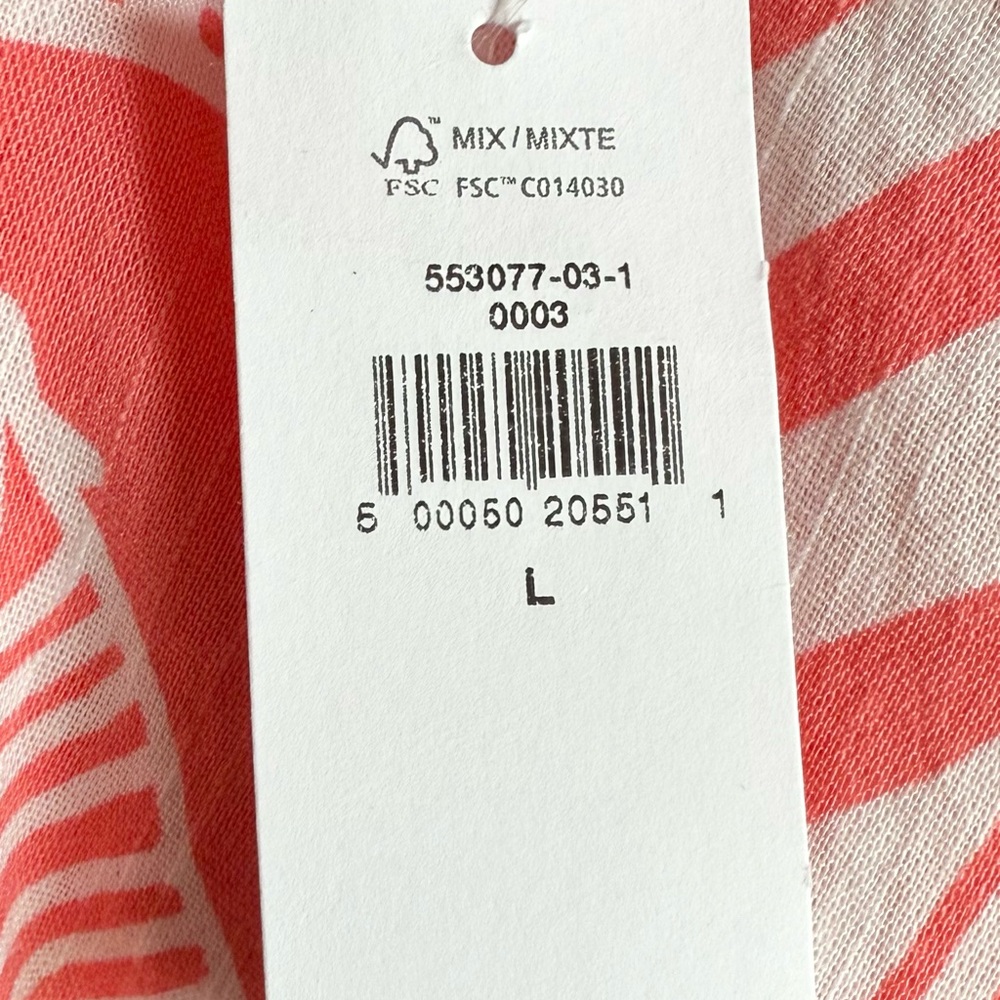 MIX / MIXTE
FSC FSC™ C014030
553077-03-1
0003
5 00050 20551 1
L